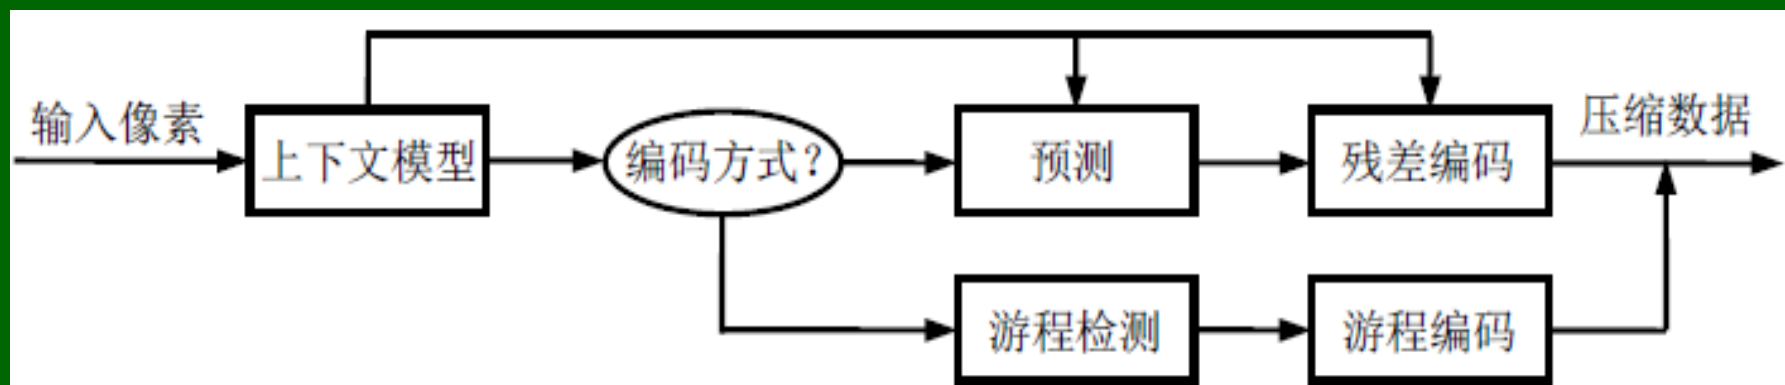 输入像素
上下文模型
编码方式？
预测
残差编码
压缩数据
游程检测
游程编码